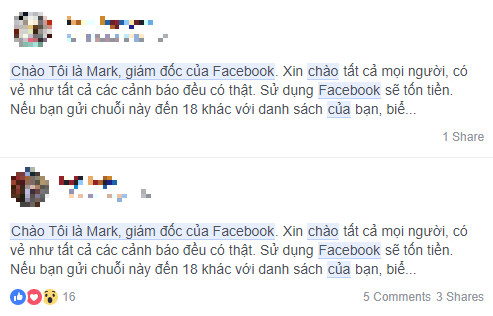 Chào Tôi là Mark, giám đốc của Facebook. Xin chào tất cả mọi người, có
vẻ như tất cả các cảnh báo đều có thật. Sử dụng Facebook sẽ tốn tiền.
Nếu bạn gửi chuỗi này đến 18 khác với danh sách của bạn, biể...
1 Share
Chào Tôi là Mark, giám đốc của Facebook. Xin chào tất cả mọi người, có
vẻ như tất cả các cảnh báo đều có thật. Sử dụng Facebook sẽ tốn tiền.
Nếu bạn gửi chuỗi này đến 18 khác với danh sách của bạn, biể...
16 5 Comments 3 Shares